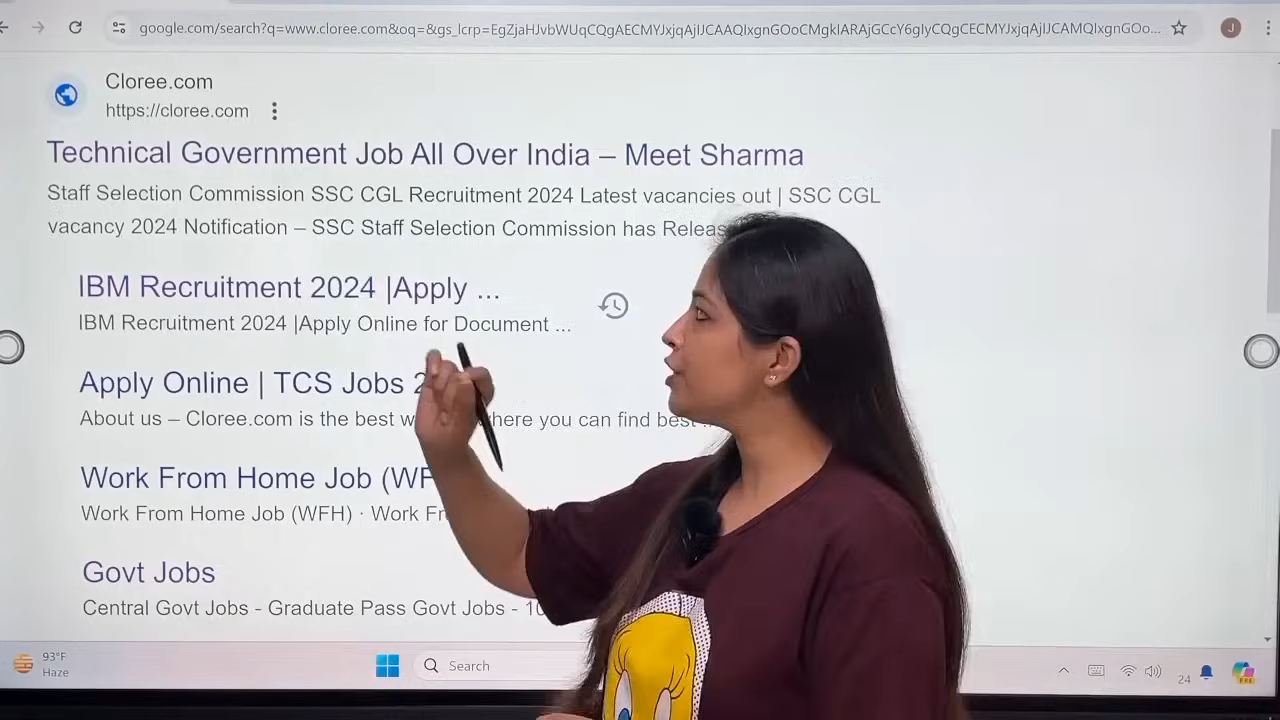 google.com/search?q=www.cloree.com&oq=&gs_lcrp=EgZjaHJvbWUqCQgAECMYJxjqAjIJCAAQIxgnGOoCMgkIARAjGCcY6gIyCQgCECMYJxjqAjIJCAMQIxgnGOo...
J
Cloree.com
https://cloree.com
Technical Government Job All Over India – Meet Sharma
Staff Selection Commission SSC CGL Recruitment 2024 Latest vacancies out | SSC CGL
vacancy 2024 Notification – SSC Staff Selection Commission has Releas
IBM Recruitment 2024 |Apply ...
IBM Recruitment 2024 |Apply Online for Document ...
Apply Online | TCS Jobs 2
About us – Cloree.com is the best w here you can find best
Work From Home Job (WF
Work From Home Job (WFH) · Work Fr
Govt Jobs
Central Govt Jobs - Graduate Pass Govt Jobs - 10
93°F
Haze
Search
24
PRE